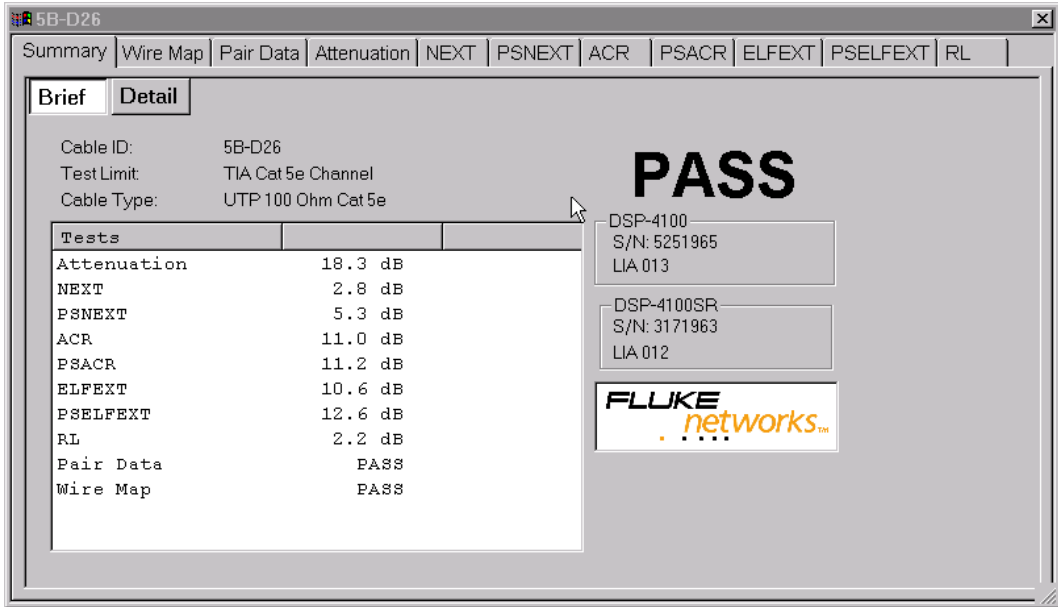 5B-D26
Summary Wire Map Pair Data Attenuation NEXT PSNEXT ACR PSACR ELFEXT PSELFEXT RL
Brief Detail
Cable ID: 5B-D26
Test Limit: TIA Cat 5e Channel
Cable Type: UTP 100 Ohm Cat 5e
PASS
Tests
Attenuation 18.3 dB
NEXT 2.8 dB
PSNEXT 5.3 dB
ACR 11.0 dB
PSACR 11.2 dB
ELFEXT 10.6 dB
PSELFEXT 12.6 dB
RL 2.2 dB
Pair Data PASS
Wire Map PASS
DSP-4100
S/N: 5251965
LIA 013
DSP-4100SR
S/N: 3171963
LIA 012
FLUKE
networks™